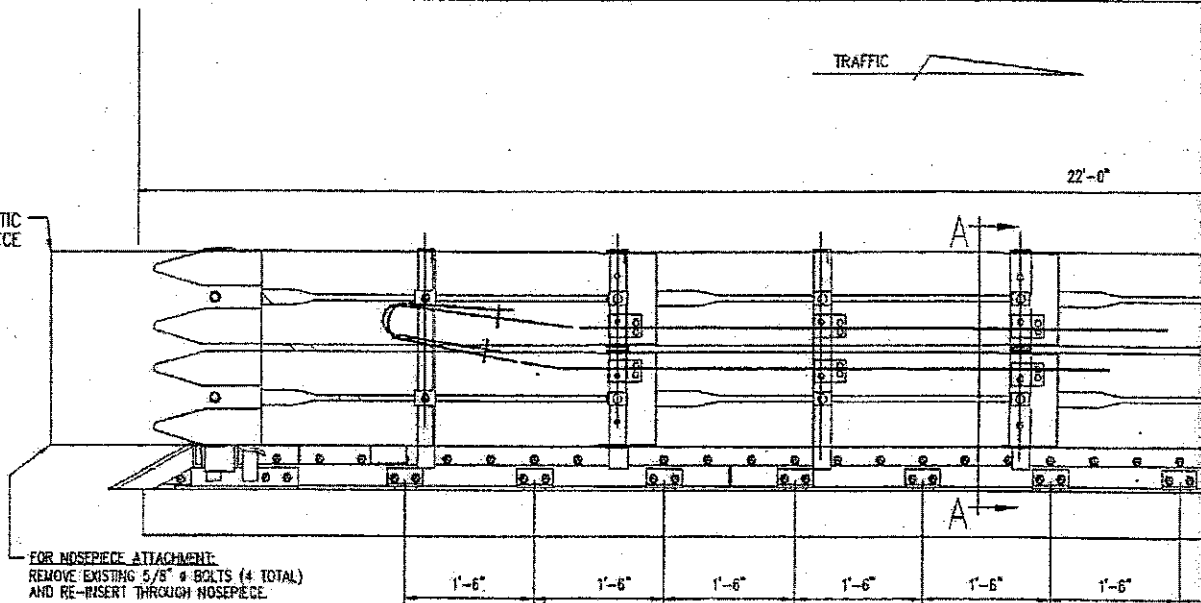 TRAFFIC
22'-0"
TIC
ECE
A
A
FOR NOSEPIECE ATTACHMENT:
REMOVE EXISTING 5/8" ø BOLTS (4 TOTAL)
AND RE-INSERT THROUGH NOSEPIECE.
1'-6" 1'-6" 1'-6" 1'-6" 1'-6" 1'-6"